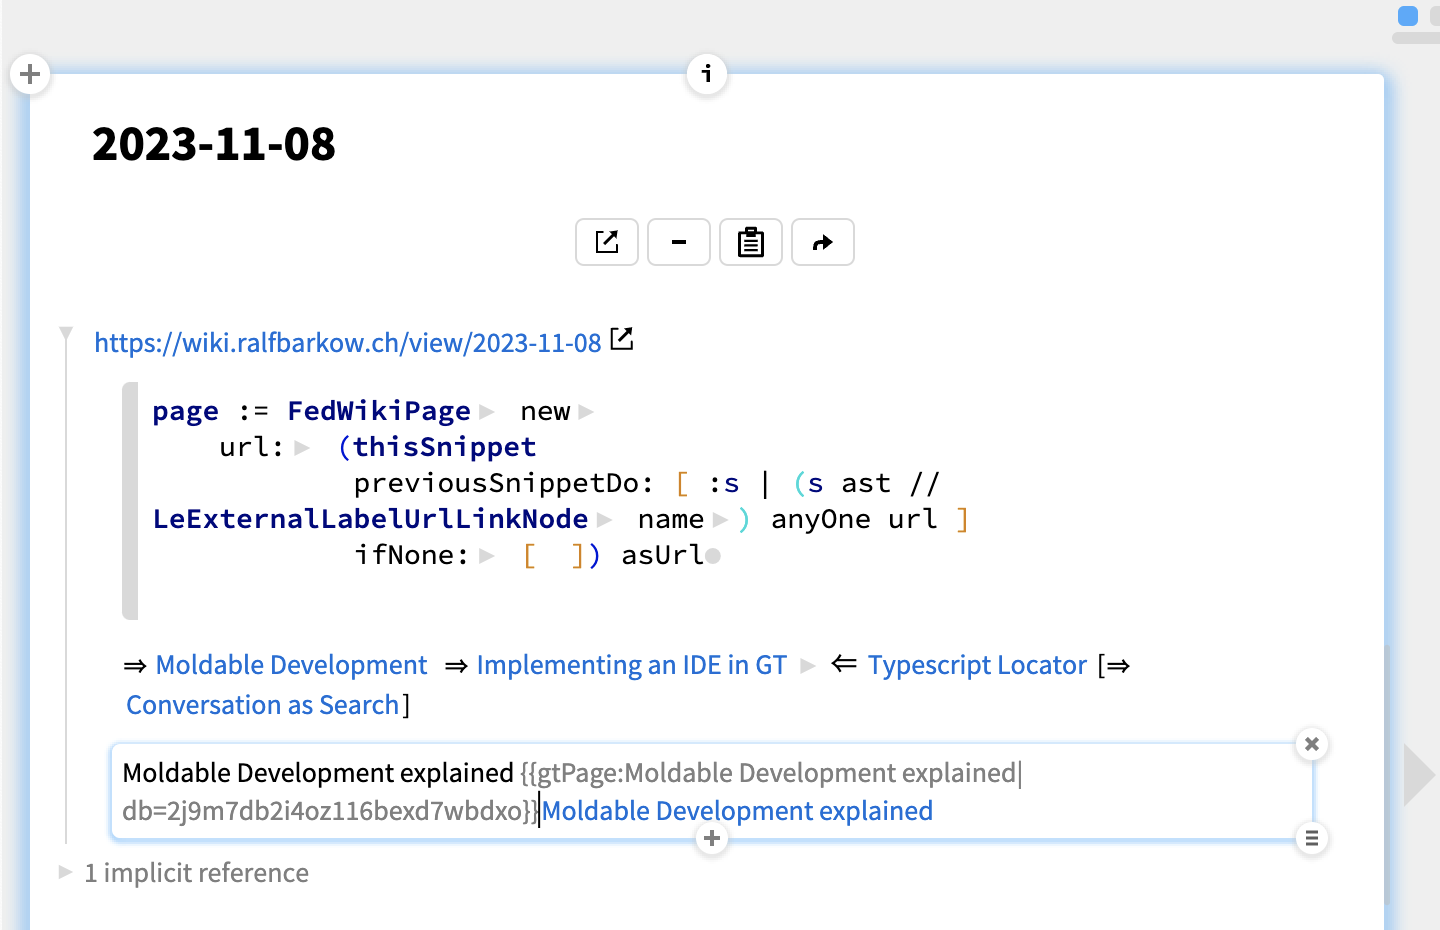 2023-11-08
https://wiki.ralfbarkow.ch/view/2023-11-08
page := FedWikiPage new
url: (thisSnippet
previousSnippetDo: [ :s | (s ast //
LeExternalLabelUrlLinkNode name ) anyOne url ]
ifNone: [ ]) asUrl
⇒ Moldable Development ⇒ Implementing an IDE in GT ⇐ Typescript Locator [⇒
Conversation as Search]
Moldable Development explained {{gtPage:Moldable Development explained|
db=2j9m7db2i4oz116bexd7wbdxo}}Moldable Development explained
1 implicit reference